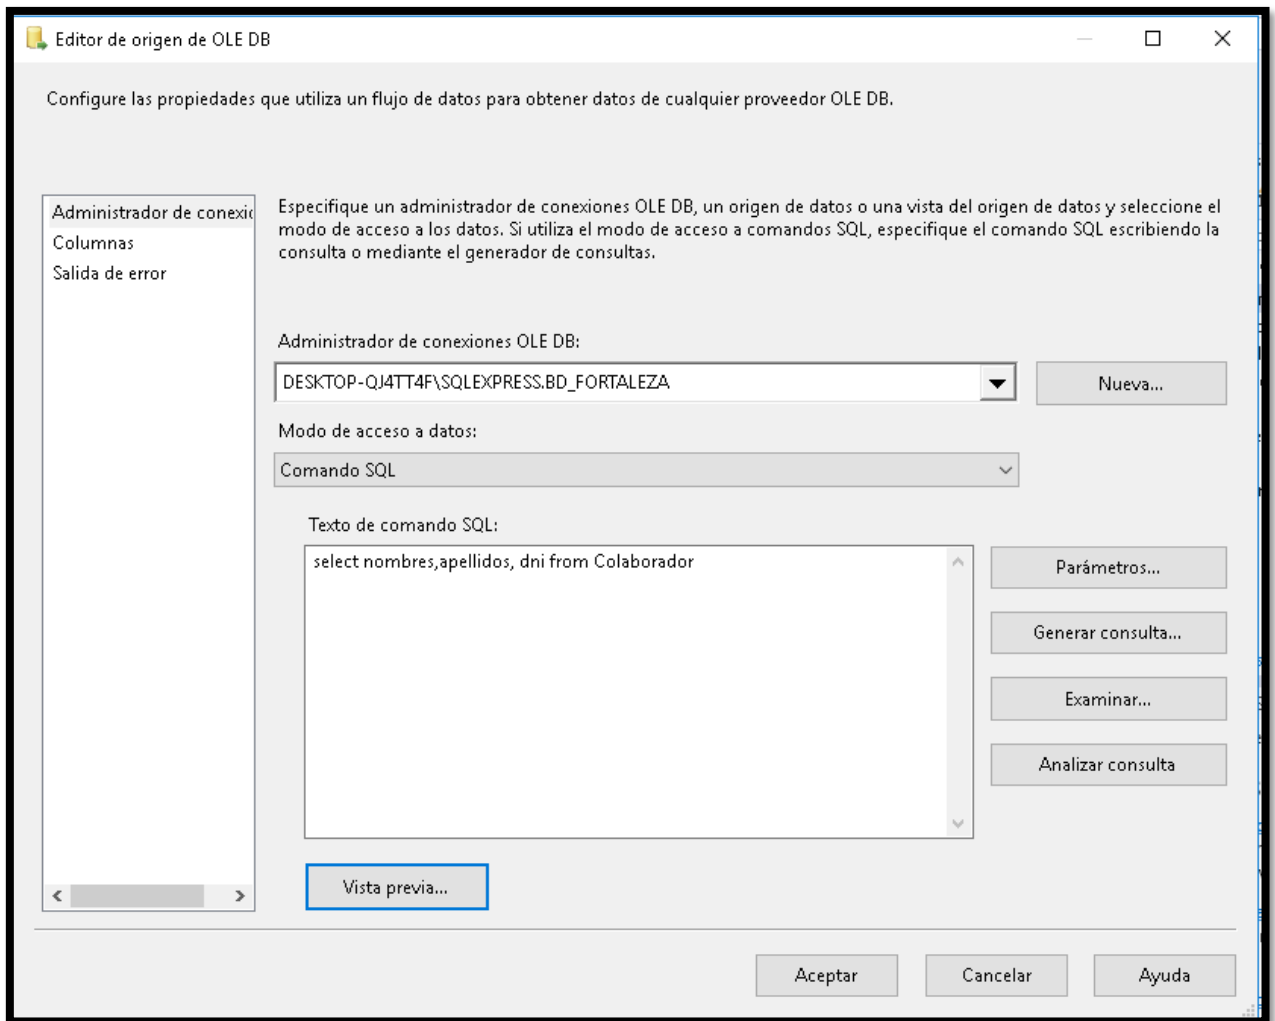 Editor de origen de OLE DB
Configure las propiedades que utiliza un flujo de datos para obtener datos de cualquier proveedor OLE DB.
Administrador de conexic
Columnas
Salida de error
Especifique un administrador de conexiones OLE DB, un origen de datos o una vista del origen de datos y seleccione el
modo de acceso a los datos. Si utiliza el modo de acceso a comandos SQL, especifique el comando SQL escribiendo la
consulta o mediante el generador de consultas.
Administrador de conexiones OLE DB:
DESKTOP-QJ4TT4F\SQLEXPRESS.BD_FORTALEZA
Nueva...
Modo de acceso a datos:
Comando SQL
Texto de comando SQL:
select nombres,apellidos, dni from Colaborador
Parámetros...
Generar consulta...
Examinar...
Analizar consulta
Vista previa...
Aceptar
Cancelar
Ayuda